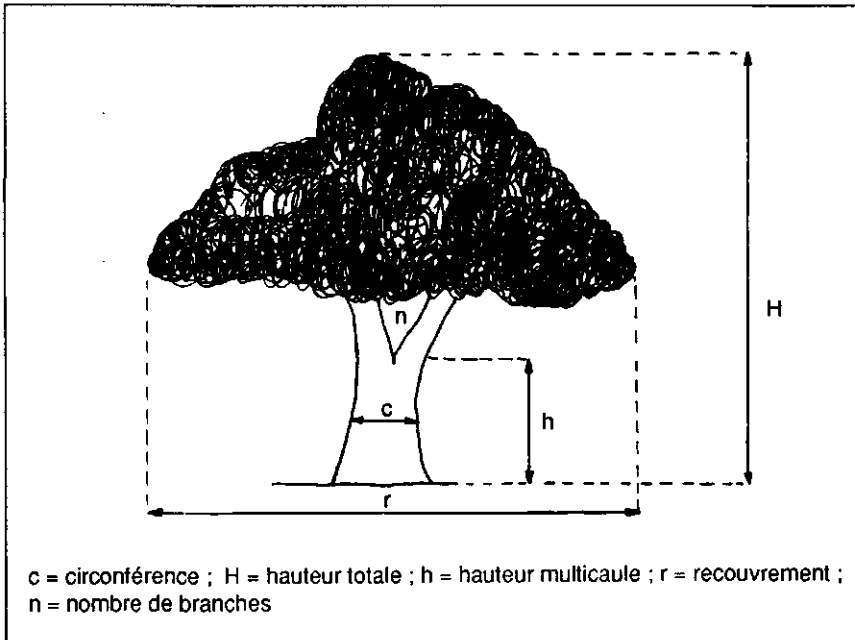 H
n
h
c
r
c = circonférence ; H = hauteur totale ; h = hauteur multicaule ; r = recouvrement ;
n = nombre de branches